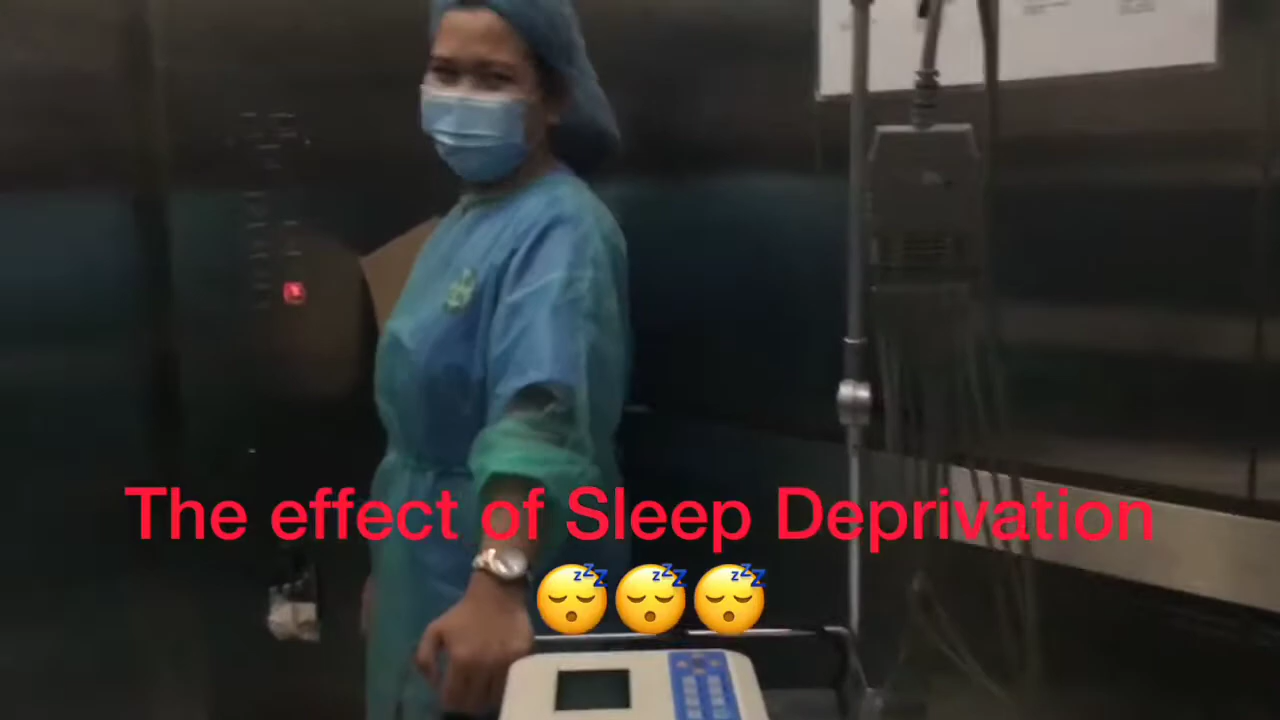 The effect of Sleep Deprivation
😴😴😴